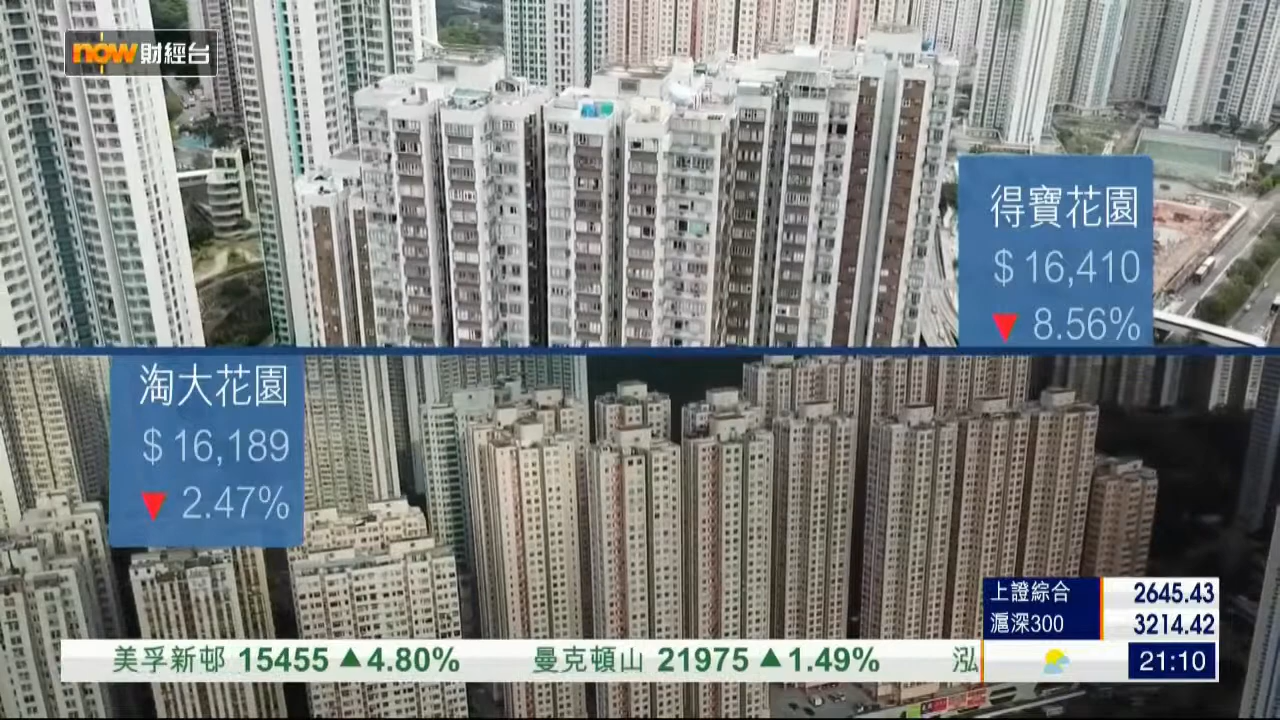 now財經台
得寶花園
$16,410
▼ 8.56%
淘大花園
$16,189
▼ 2.47%
上證綜合 2645.43
滬深300 3214.42
美孚新邨 15455 ▲4.80% 曼克頓山 21975 ▲1.49% 泓
21:10